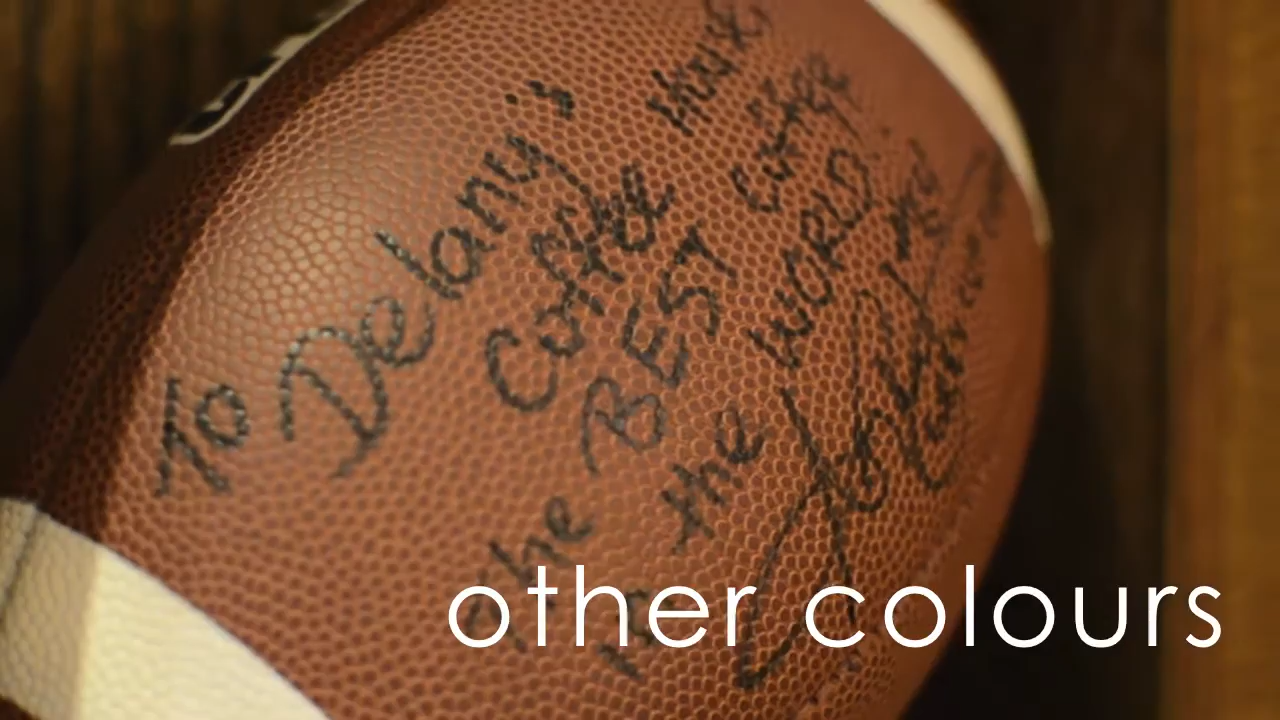 To Delany's
Coffee House
the BEST Coffee
in the WORLD
other colours